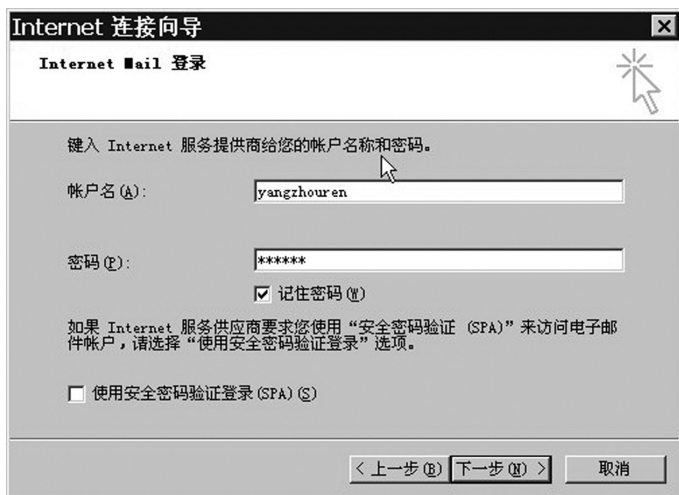 Internet 连接向导
Internet Mail 登录
键入 Internet 服务提供商给您的帐户名称和密码。
帐户名(A):
yangzhouren
密码(P):
******
记住密码(W)
如果 Internet 服务供应商要求您使用“安全密码验证 (SPA)”来访问电子邮
件帐户,请选择“使用安全密码验证登录”选项。
使用安全密码验证登录(SPA)(S)
< 上一步(B)
下一步(N) >
取消